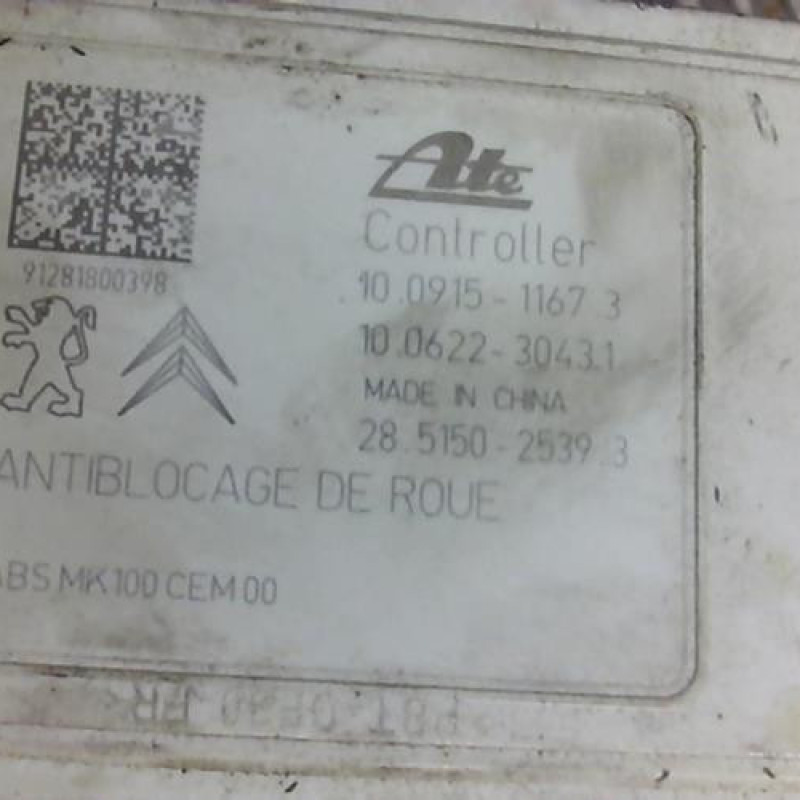 Ate
Controller
91281800398
10.0915-1167.3
10.0622-3043.1
MADE IN CHINA
28.5150-2539.3
ANTIBLOCAGE DE ROUE
ABS MK100 CEM 00